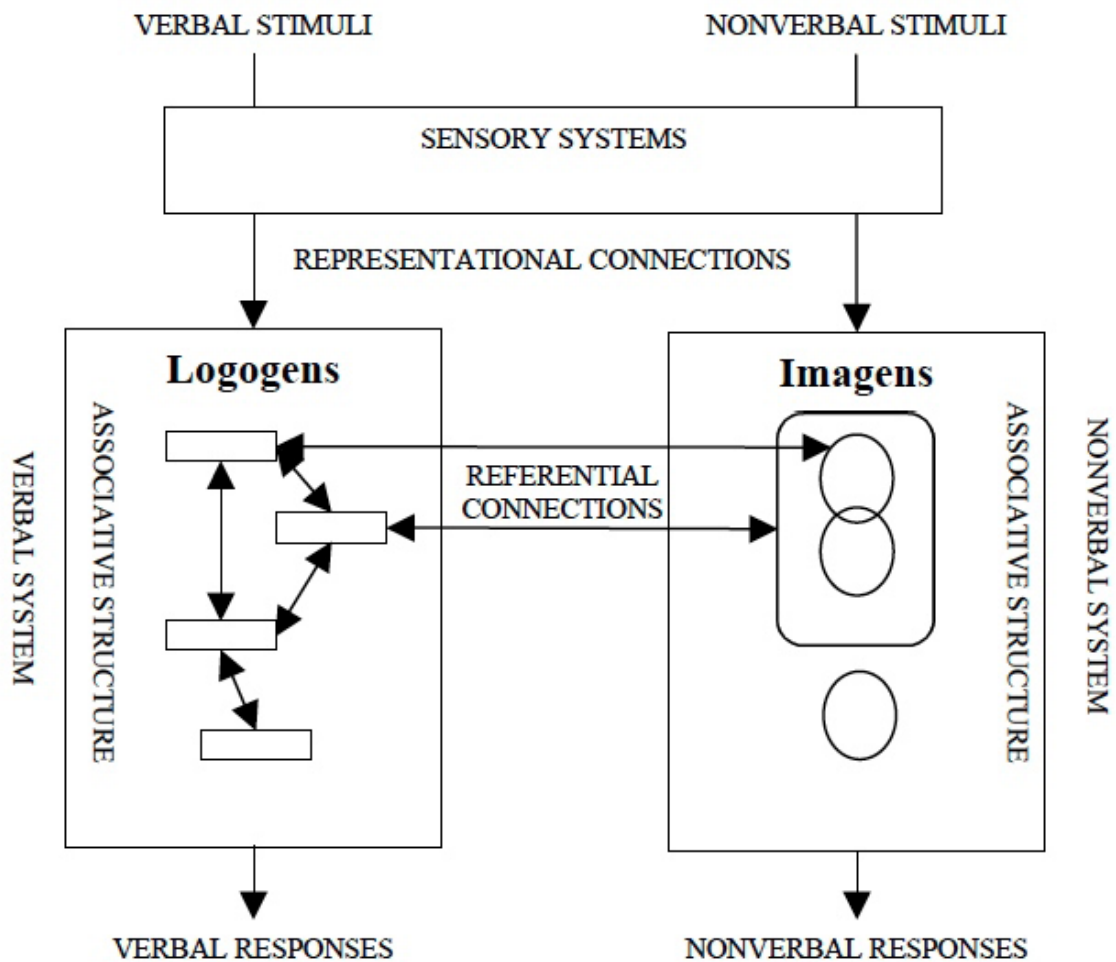 VERBAL STIMULI
NONVERBAL STIMULI
SENSORY SYSTEMS
REPRESENTATIONAL CONNECTIONS
VERBAL SYSTEM
ASSOCIATIVE STRUCTURE
Logogens
REFERENTIAL
CONNECTIONS
Imagens
ASSOCIATIVE STRUCTURE
NONVERBAL SYSTEM
VERBAL RESPONSES
NONVERBAL RESPONSES